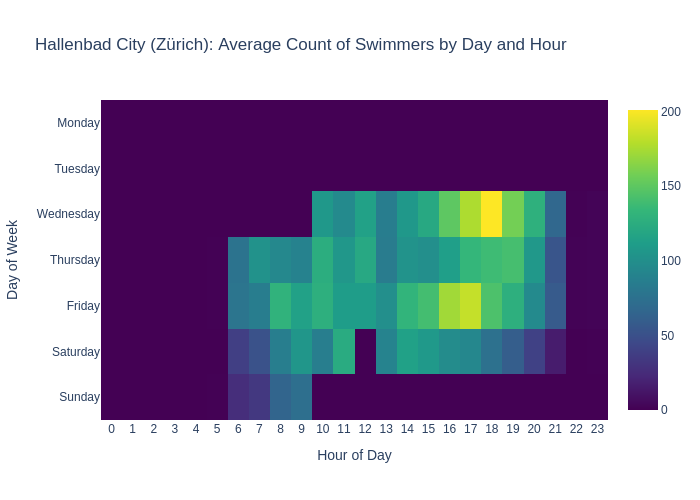 Hallenbad City (Zürich): Average Count of Swimmers by Day and Hour
Monday
Tuesday
Wednesday
Thursday
Friday
Saturday
Sunday
Day of Week
0 1 2 3 4 5 6 7 8 9 10 11 12 13 14 15 16 17 18 19 20 21 22 23
Hour of Day
200
150
100
50
0